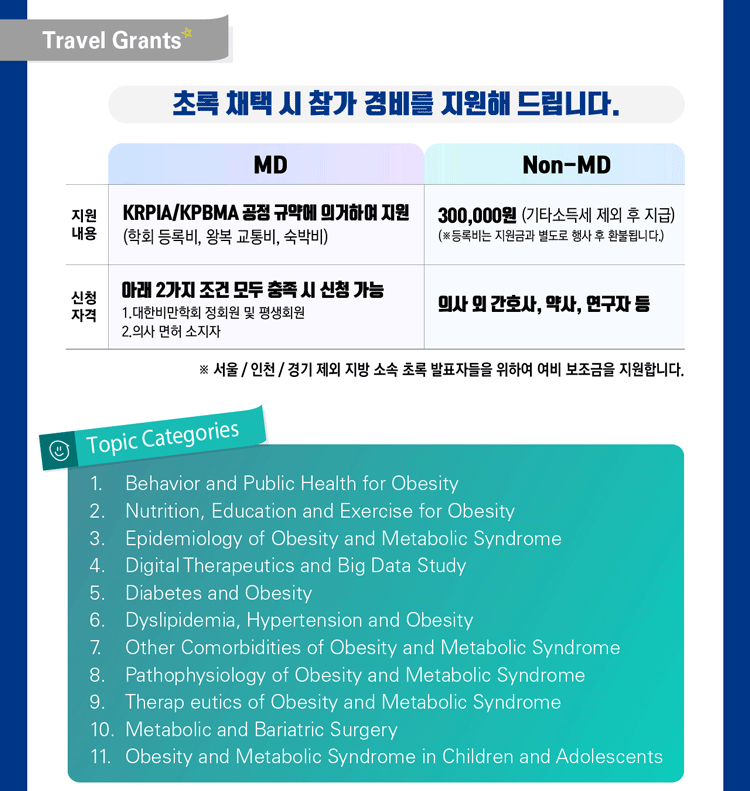 Travel Grants
초록 채택 시 참가 경비를 지원해 드립니다.
MD
Non-MD
지원
내용
KRPIA/KPBMA 공정 규약에 의거하여 지원
(학회 등록비, 왕복 교통비, 숙박비)
300,000원 (기타소득세 제외 후 지급)
(※등록비는 지원금과 별도로 행사 후 환불됩니다.)
신청
자격
아래 2가지 조건 모두 충족 시 신청 가능
1.대한비만학회 정회원 및 평생회원
2.의사 면허 소지자
의사 외 간호사, 약사, 연구자 등
※ 서울 / 인천 / 경기 제외 지방 소속 초록 발표자들을 위하여 여비 보조금을 지원합니다.
Topic Categories
1. Behavior and Public Health for Obesity
2. Nutrition, Education and Exercise for Obesity
3. Epidemiology of Obesity and Metabolic Syndrome
4. Digital Therapeutics and Big Data Study
5. Diabetes and Obesity
6. Dyslipidemia, Hypertension and Obesity
7. Other Comorbidities of Obesity and Metabolic Syndrome
8. Pathophysiology of Obesity and Metabolic Syndrome
9. Therap eutics of Obesity and Metabolic Syndrome
10. Metabolic and Bariatric Surgery
11. Obesity and Metabolic Syndrome in Children and Adolescents